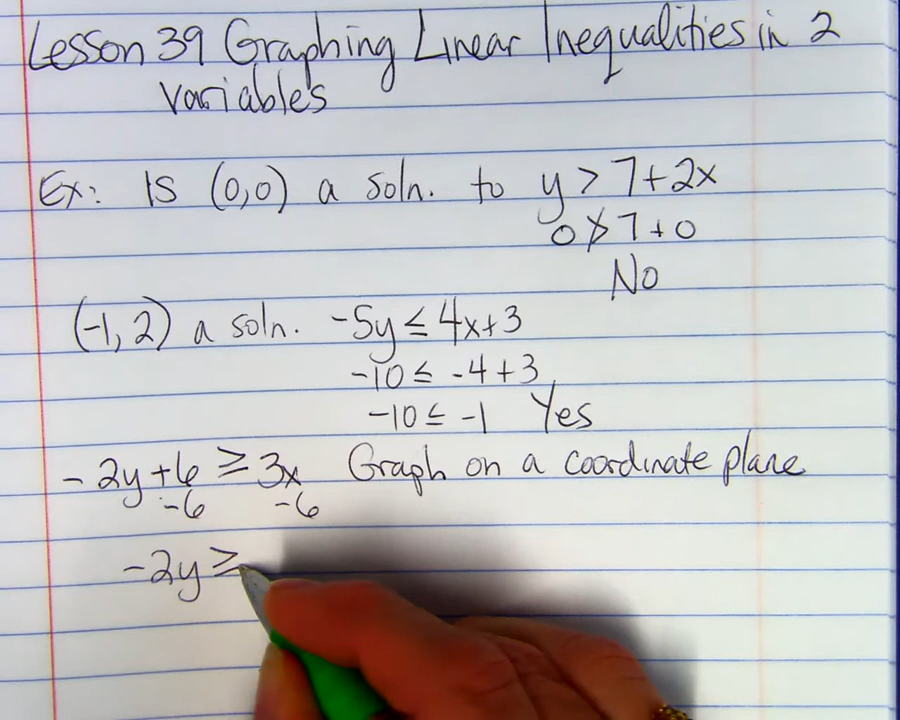 Lesson 39 Graphing Linear Inequalities in 2
variables
Ex: Is (0,0) a soln. to y > 7+2x
0 ≯ 7+0
No
(-1, 2) a soln. -5y ≤ 4x+3
-10 ≤ -4+3
-10 ≤ -1 Yes
-2y+6 ≥ 3x Graph on a coordinate plane
-6 -6
-2y ≥